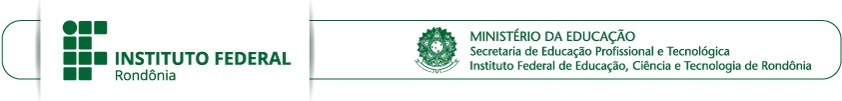 INSTITUTO FEDERAL
Rondônia
MINISTÉRIO DA EDUCAÇÃO
Secretaria de Educação Profissional e Tecnológica
Instituto Federal de Educação, Ciência e Tecnologia de Rondônia